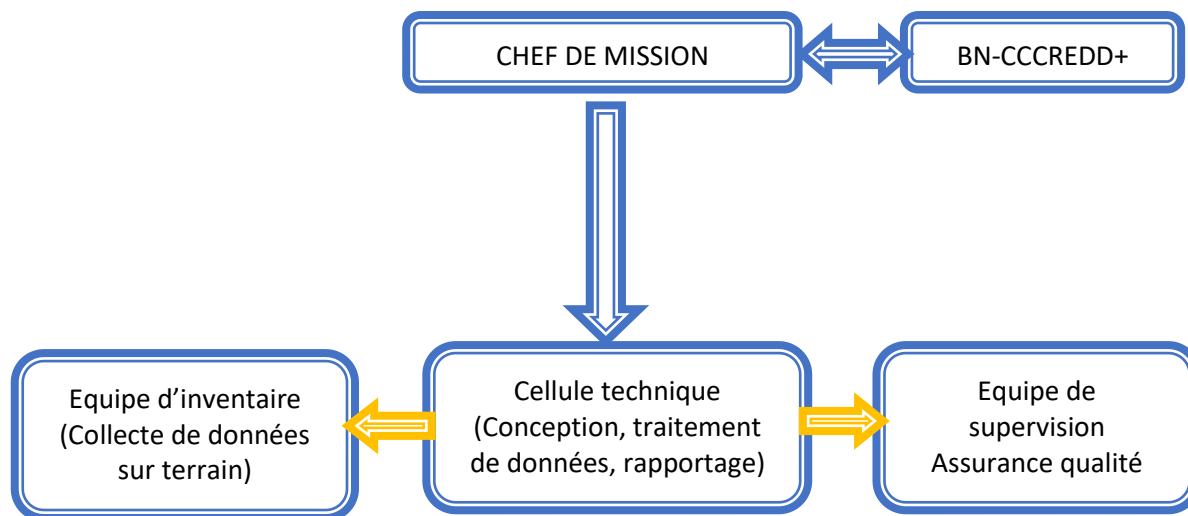 CHEF DE MISSION
BN-CCCREDD+
Equipe d’inventaire
(Collecte de données
sur terrain)
Cellule technique
(Conception, traitement
de données, rapportage)
Equipe de
supervision
Assurance qualité